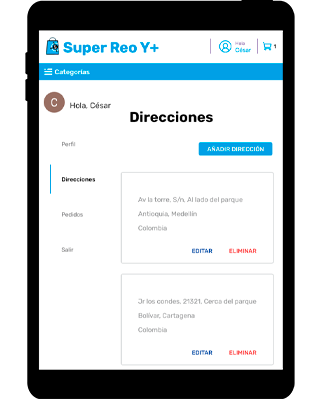 Super Reo Y+
Hola
César
1
Categorías
C
Hola, César
Direcciones
Perfil
AÑADIR DIRECCIÓN
Direcciones
Av la torre, S/n, Al lado del parque
Antioquia, Medellín
Colombia
Pedidos
EDITAR ELIMINAR
Salir
Jr los condes, 21321, Cerca del parque
Bolívar, Cartagena
Colombia
EDITAR ELIMINAR